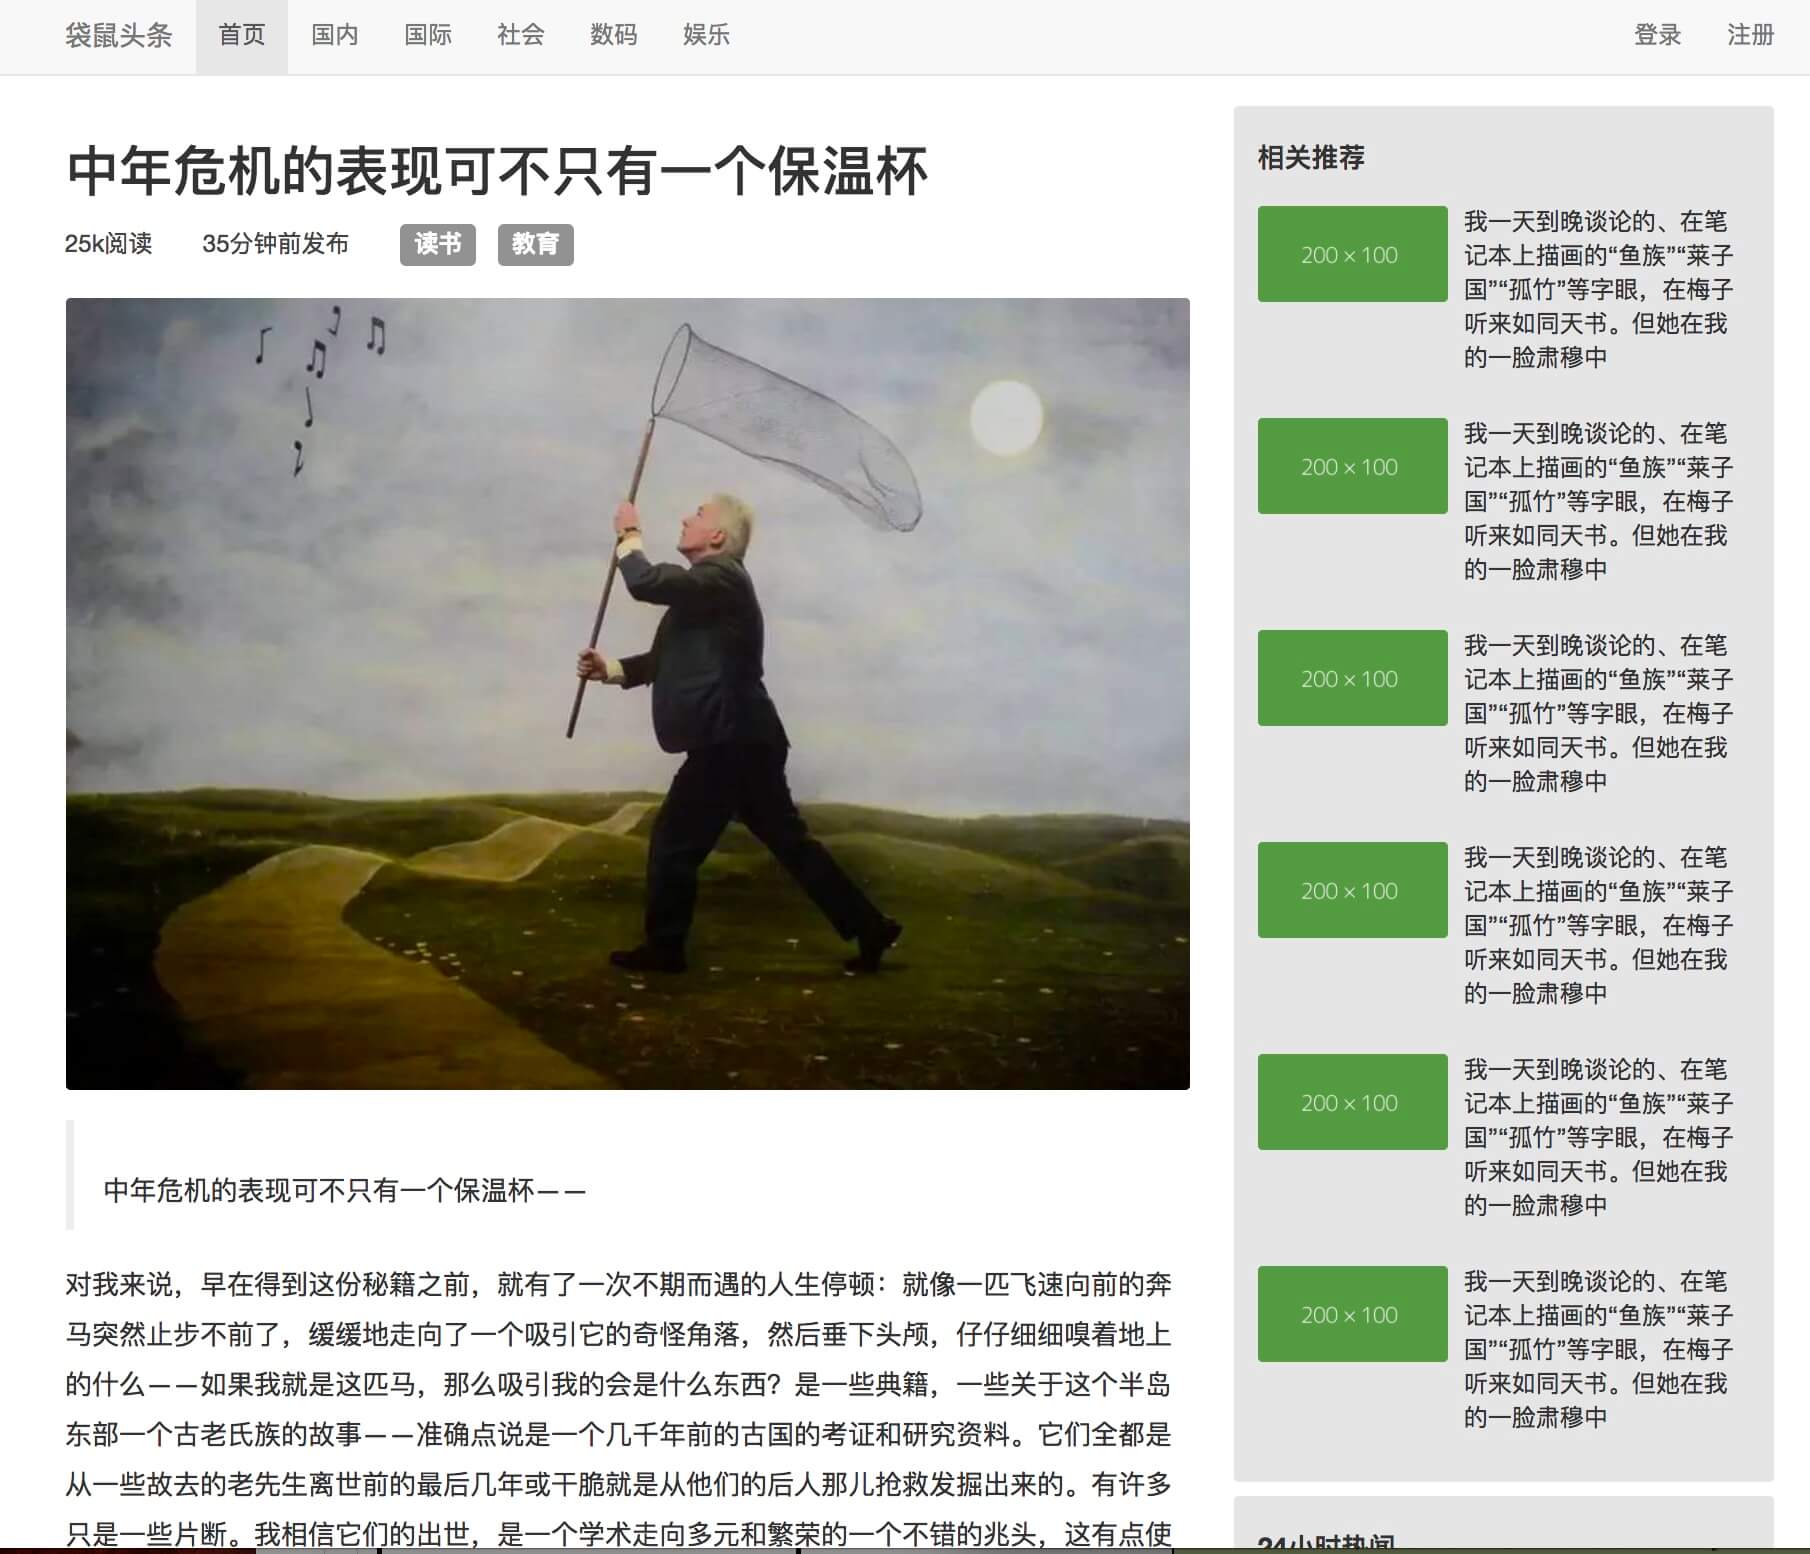 袋鼠头条 首页 国内 国际 社会 数码 娱乐 登录 注册
中年危机的表现可不只有一个保温杯
25k阅读 35分钟前发布 读书 教育
中年危机的表现可不只有一个保温杯——
对我来说，早在得到这份秘籍之前，就有了一次不期而遇的人生停顿：就像一匹飞速向前的奔
马突然止步不前了，缓缓地走向了一个吸引它的奇怪角落，然后垂下头颅，仔仔细细嗅着地上
的什么——如果我就是这匹马，那么吸引我的会是什么东西？是一些典籍，一些关于这个半岛
东部一个古老氏族的故事——准确点说是一个几千年前的古国的考证和研究资料。它们全都是
从一些故去的老先生离世前的最后几年或干脆就是从他们的后人那儿抢救发掘出来的。有许多
只是一些片断。我相信它们的出世，是一个学术走向多元和繁荣的一个不错的兆头，这有点使
相关推荐
200 × 100
我一天到晚谈论的、在笔
记本上描画的“鱼族”“莱子
国”“孤竹”等字眼，在梅子
听来如同天书。但她在我
的一脸肃穆中
200 × 100
我一天到晚谈论的、在笔
记本上描画的“鱼族”“莱子
国”“孤竹”等字眼，在梅子
听来如同天书。但她在我
的一脸肃穆中
200 × 100
我一天到晚谈论的、在笔
记本上描画的“鱼族”“莱子
国”“孤竹”等字眼，在梅子
听来如同天书。但她在我
的一脸肃穆中
200 × 100
我一天到晚谈论的、在笔
记本上描画的“鱼族”“莱子
国”“孤竹”等字眼，在梅子
听来如同天书。但她在我
的一脸肃穆中
200 × 100
我一天到晚谈论的、在笔
记本上描画的“鱼族”“莱子
国”“孤竹”等字眼，在梅子
听来如同天书。但她在我
的一脸肃穆中
200 × 100
我一天到晚谈论的、在笔
记本上描画的“鱼族”“莱子
国”“孤竹”等字眼，在梅子
听来如同天书。但她在我
的一脸肃穆中
24小时热闻